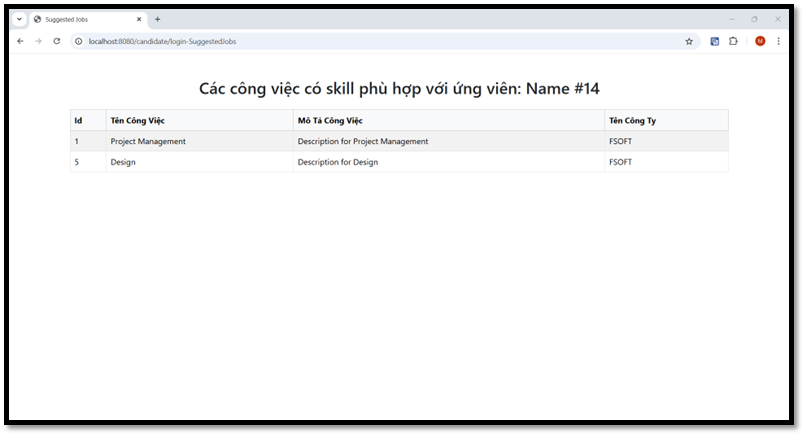 Suggested Jobs
localhost:8080/candidate/login-SuggestedJobs
M
Các công việc có skill phù hợp với ứng viên: Name #14
Id Tên Công Việc Mô Tả Công Việc Tên Công Ty
1 Project Management Description for Project Management FSOFT
5 Design Description for Design FSOFT